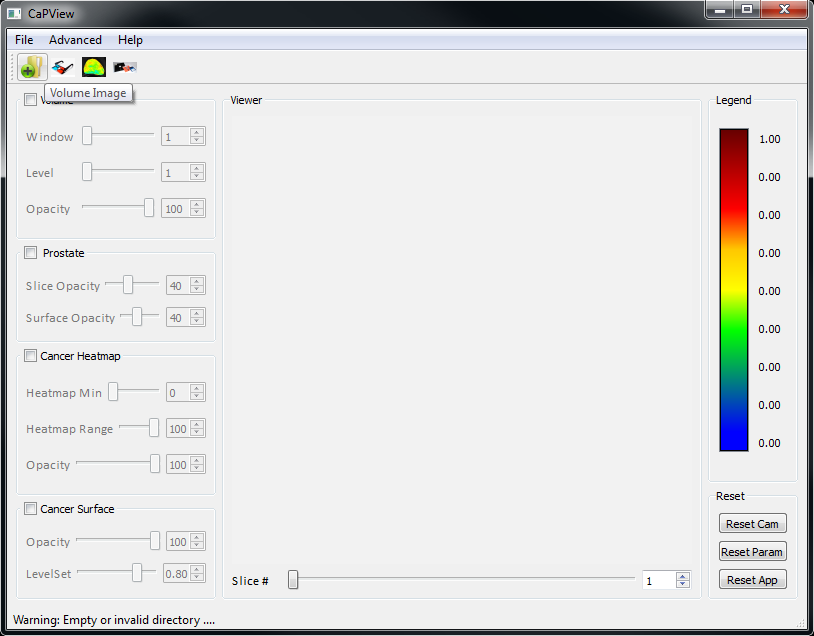 CaPView
File Advanced Help
Volume Image
Volume
Window 1
Level 1
Opacity 100
Prostate
Slice Opacity 40
Surface Opacity 40
Cancer Heatmap
Heatmap Min 0
Heatmap Range 100
Opacity 100
Cancer Surface
Opacity 100
LevelSet 0.80
Viewer
Slice # 1
Legend
1.00
0.00
0.00
0.00
0.00
0.00
0.00
0.00
0.00
Reset
Reset Cam
Reset Param
Reset App
Warning: Empty or invalid directory ....